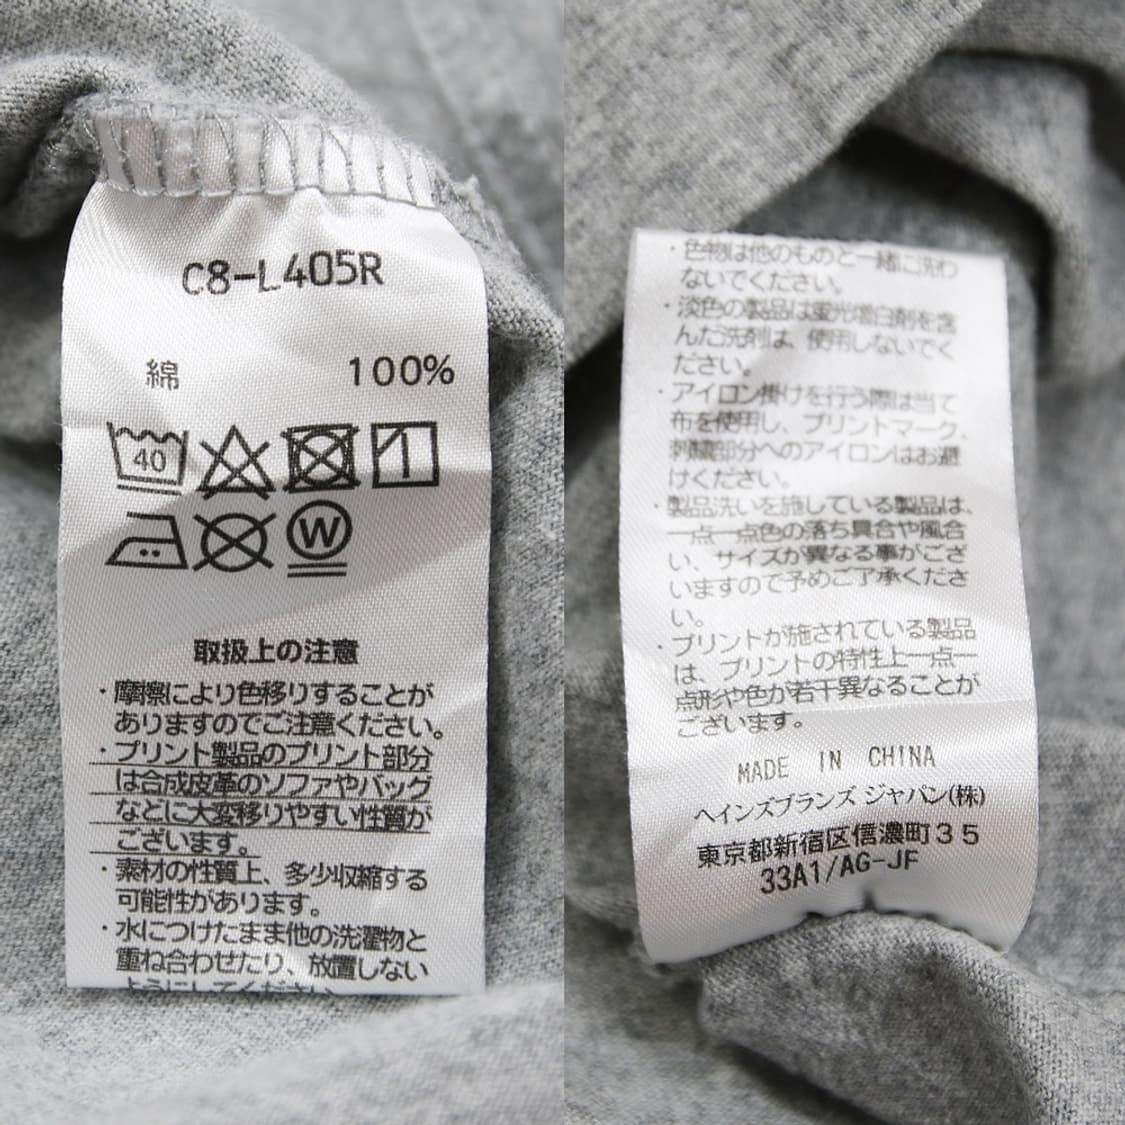 C8-L405R
綿 100%
40
W
取扱上の注意
・摩擦により色移りすることが
ありますのでご注意ください。
・プリント製品のプリント部分
は合成皮革のソファやバッグ
などに大変移りやすい性質が
ございます。
・素材の性質上、多少収縮する
可能性があります。
・水につけたまま他の洗濯物と
重ね合わせたり、放置しない
ようにしてください。
・色物は他のものと一緒に洗わ
ないでください。
・淡色の製品は蛍光増白剤を含
んだ洗剤は、使用しないでく
ださい。
・アイロン掛けを行う際は当て
布を使用し、プリントマーク、
刺繍部分へのアイロンはお避
けください。
・製品洗いを施している製品は、
一点一点色の落ち具合や風合
い、サイズが異なる事がござ
いますので予めご了承くださ
い。
・プリントが施されている製品
は、プリントの特性上一点一
点形や色が若干異なることが
ございます。
MADE IN CHINA
ヘインズブランズ ジャパン(株)
東京都新宿区信濃町35
33A1/AG-JF